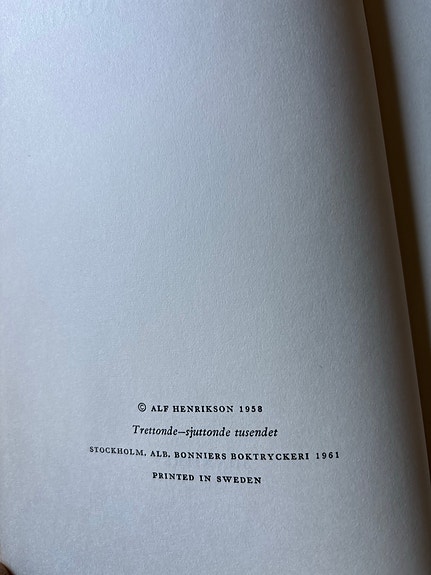 © ALF HENRIKSON 1958
Trettonde–sjuttonde tusendet
STOCKHOLM. ALB. BONNIERS BOKTRYCKERI 1961
PRINTED IN SWEDEN